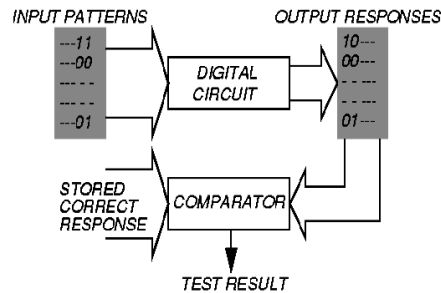 INPUT PATTERNS
OUTPUT RESPONSES
---11
---00
--- -- -
--- -- -
---01
DIGITAL
CIRCUIT
10---
00---
- -- ---
- -- ---
01---
STORED
CORRECT
RESPONSE
COMPARATOR
TEST RESULT